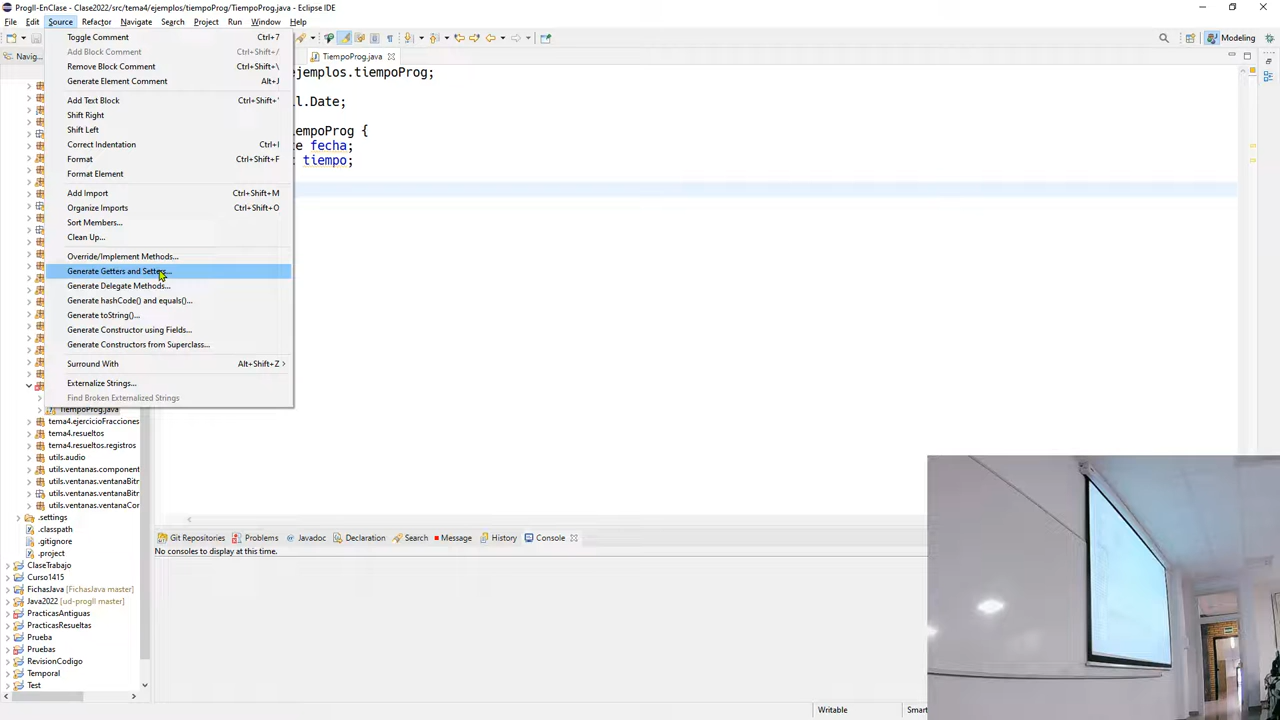 ProgII-EnClase - Clase2022/src/tema4/ejemplos/tiempoProg/TiempoProg.java - Eclipse IDE
File Edit Source Refactor Navigate Search Project Run Window Help
Modeling
Navig...
TiempoProg.java
Toggle Comment Ctrl+7
Add Block Comment Ctrl+Shift+/
Remove Block Comment Ctrl+Shift+\
Generate Element Comment Alt+J
Add Text Block Ctrl+Shift+'
Shift Right
Shift Left
Correct Indentation Ctrl+I
Format Ctrl+Shift+F
Format Element
Add Import Ctrl+Shift+M
Organize Imports Ctrl+Shift+O
Sort Members...
Clean Up...
Override/Implement Methods...
Generate Getters and Setters...
Generate Delegate Methods...
Generate hashCode() and equals()...
Generate toString()...
Generate Constructor using Fields...
Generate Constructors from Superclass...
Surround With Alt+Shift+Z
Externalize Strings...
Find Broken Externalized Strings
ejemplos.tiempoProg;
l.Date;
empoProg {
e fecha;
t tiempo;
TiempoProg.java
tema4.ejercicioFracciones
tema4.resueltos
tema4.resueltos.registros
utils.audio
utils.ventanas.component
utils.ventanas.ventanaBitr
utils.ventanas.ventanaBitr
utils.ventanas.ventanaCor
.settings
.classpath
.gitignore
.project
ClaseTrabajo
Curso1415
FichasJava [FichasJava master]
Java2022 [ud-progII master]
PracticasAntiguas
PracticasResueltas
Prueba
Pruebas
RevisionCodigo
Temporal
Test
Git Repositories Problems Javadoc Declaration Search Message History Console
No consoles to display at this time.
Writable
Smart